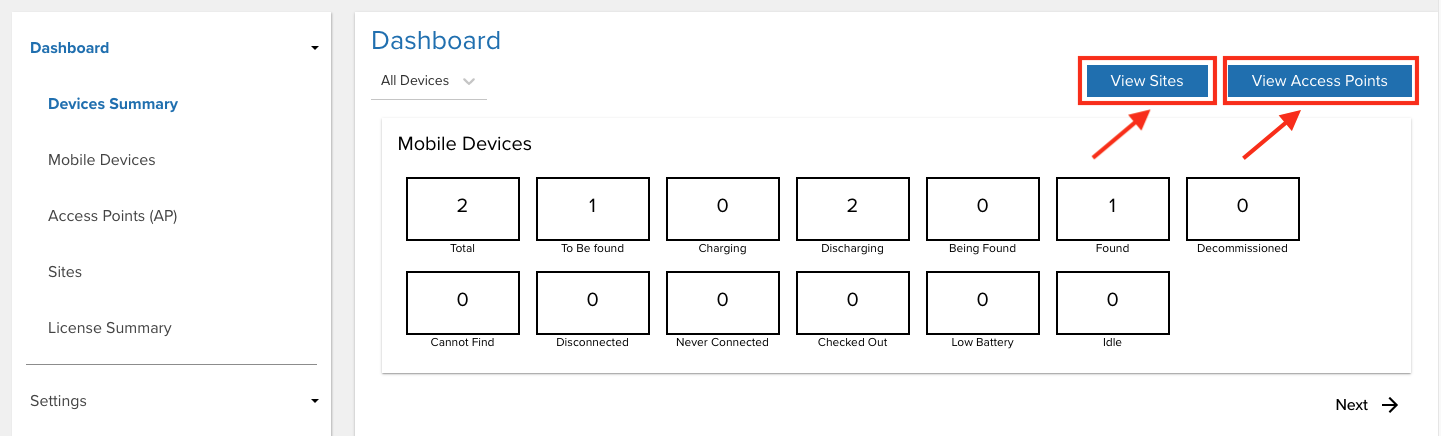 Dashboard
Devices Summary
Mobile Devices
Access Points (AP)
Sites
License Summary
Settings
Dashboard
All Devices
View Sites
View Access Points
Mobile Devices
2 1 0 2 0 1 0
Total To Be found Charging Discharging Being Found Found Decommissioned
0 0 0 0 0 0
Cannot Find Disconnected Never Connected Checked Out Low Battery Idle
Next